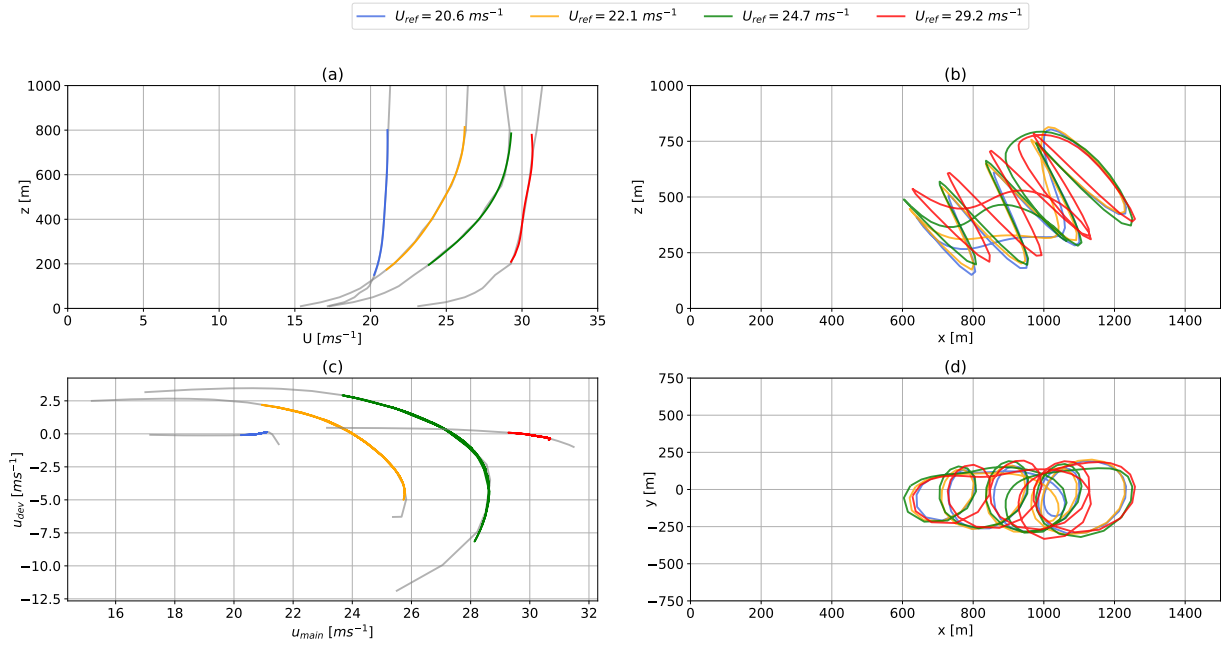 U_ref = 20.6 ms⁻¹ U_ref = 22.1 ms⁻¹ U_ref = 24.7 ms⁻¹ U_ref = 29.2 ms⁻¹
(a)
1000
800
600
400
200
0
z [m]
0 5 10 15 20 25 30 35
U [ms⁻¹]
(b)
1000
750
500
250
0
z [m]
0 200 400 600 800 1000 1200 1400
x [m]
(c)
2.5
0.0
−2.5
−5.0
−7.5
−10.0
−12.5
u_dev [ms⁻¹]
16 18 20 22 24 26 28 30 32
u_main [ms⁻¹]
(d)
750
500
250
0
−250
−500
−750
y [m]
0 200 400 600 800 1000 1200 1400
x [m]